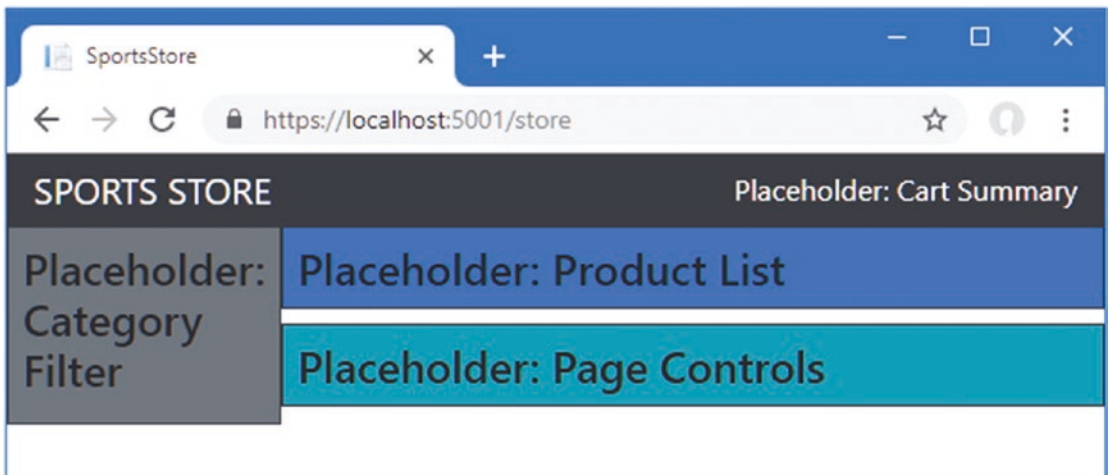 SportsStore
https://localhost:5001/store
SPORTS STORE
Placeholder: Cart Summary
Placeholder:
Category
Filter
Placeholder: Product List
Placeholder: Page Controls